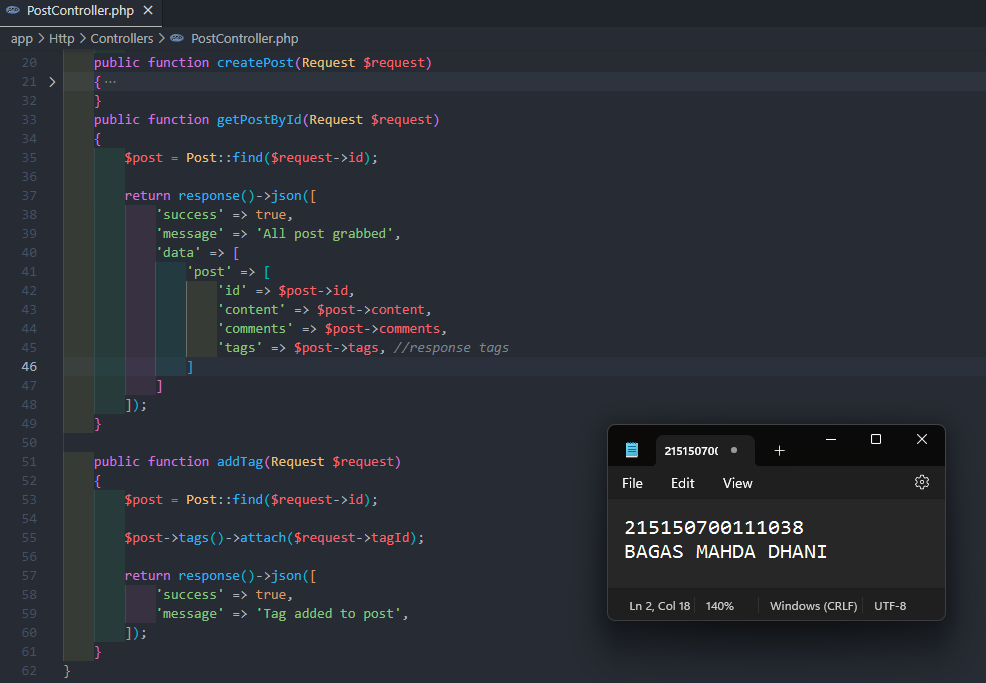 PostController.php ×
app > Http > Controllers > PostController.php
20 public function createPost(Request $request)
21 > { ...
32 }
33 public function getPostById(Request $request)
34 {
35 $post = Post::find($request->id);
36
37 return response()->json([
38 'success' => true,
39 'message' => 'All post grabbed',
40 'data' => [
41 'post' => [
42 'id' => $post->id,
43 'content' => $post->content,
44 'comments' => $post->comments,
45 'tags' => $post->tags, //response tags
46 ]
47 ]
48 ]);
49 }
50
51 public function addTag(Request $request)
52 {
53 $post = Post::find($request->id);
54
55 $post->tags()->attach($request->tagId);
56
57 return response()->json([
58 'success' => true,
59 'message' => 'Tag added to post',
60 ]);
61 }
62 }
21515070(
File Edit View
215150700111038
BAGAS MAHDA DHANI
Ln 2, Col 18 140% Windows (CRLF) UTF-8